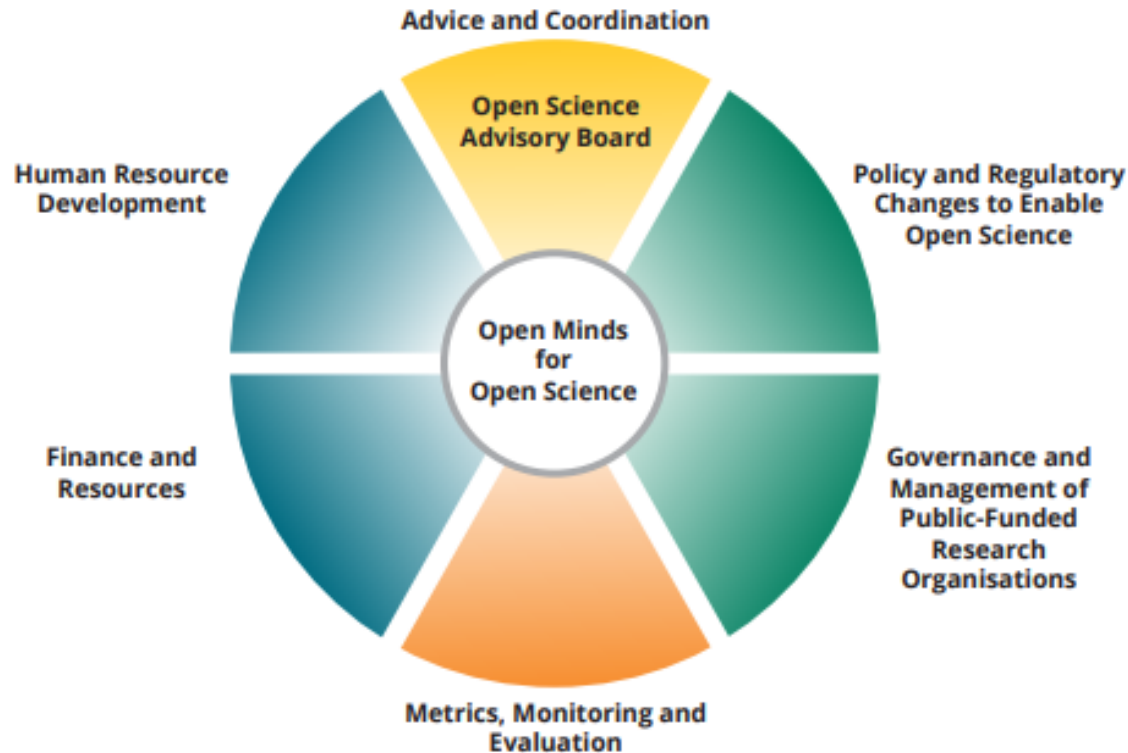 Advice and Coordination
Open Science
Advisory Board
Human Resource
Development
Policy and Regulatory
Changes to Enable
Open Science
Open Minds
for
Open Science
Finance and
Resources
Governance and
Management of
Public-Funded
Research
Organisations
Metrics, Monitoring and
Evaluation